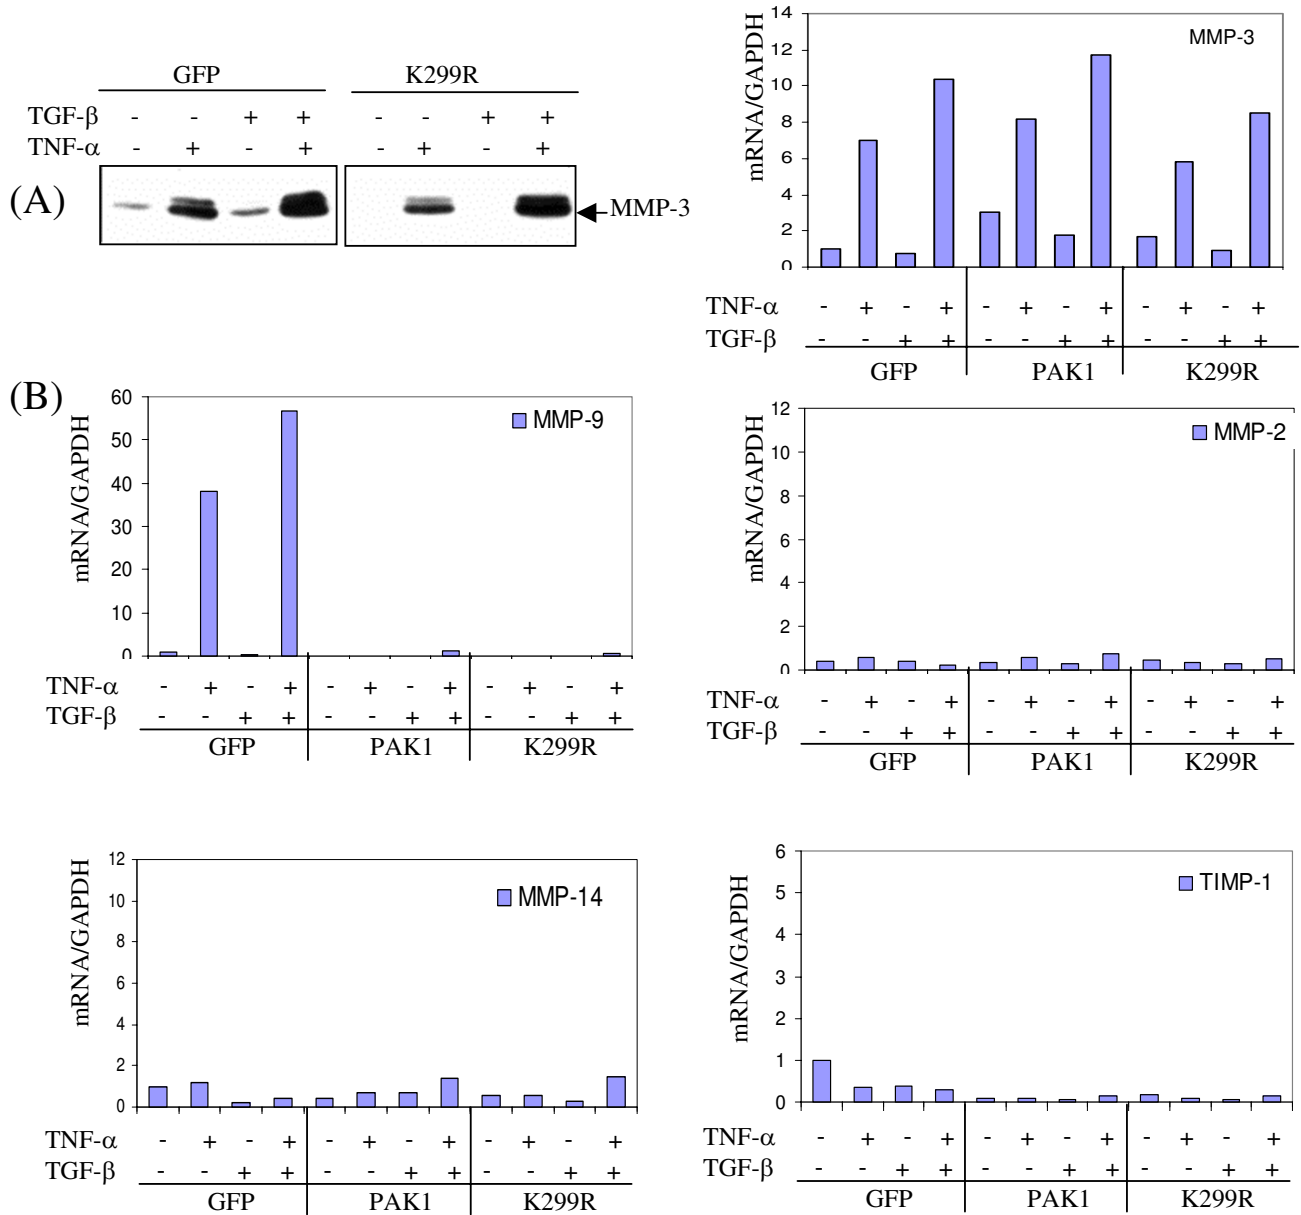 (A)
GFP K299R
TGF-β - - + + - - + +
TNF-α - + - + - + - +
MMP-3
MMP-3
mRNA/GAPDH
14
12
10
8
6
4
2
0
TNF-α - + - + - + - + - + - +
TGF-β - - + + - - + + - - + +
GFP PAK1 K299R
(B)
MMP-9
mRNA/GAPDH
60
50
40
30
20
10
0
TNF-α - + - + - + - + - + - +
TGF-β - - + + - - + + - - + +
GFP PAK1 K299R
MMP-2
mRNA/GAPDH
12
10
8
6
4
2
0
TNF-α - + - + - + - + - + - +
TGF-β - - + + - - + + - - + +
GFP PAK1 K299R
MMP-14
mRNA/GAPDH
12
10
8
6
4
2
0
TNF-α - + - + - + - + - + - +
TGF-β - - + + - - + + - - + +
GFP PAK1 K299R
TIMP-1
mRNA/GAPDH
6
5
4
3
2
1
0
TNF-α - + - + - + - + - + - +
TGF-β - - + + - - + + - - + +
GFP PAK1 K299R